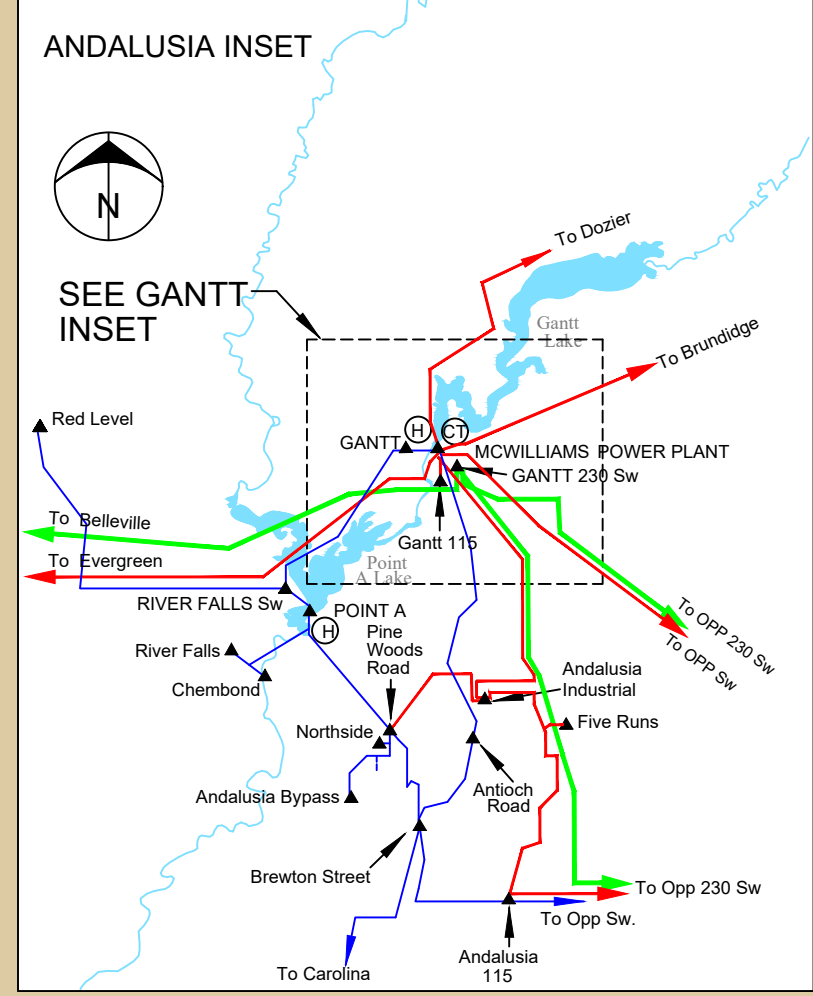 ANDALUSIA INSET
N
To Dozier
SEE GANTT
INSET
Gantt
Lake
To Brundidge
Red Level
H
CT
GANTT
MCWILLIAMS POWER PLANT
GANTT 230 Sw
To Belleville
Gantt 115
To Evergreen
Point
A Lake
RIVER FALLS Sw
POINT A
To OPP 230 Sw
To OPP Sw
H
Pine
Woods
Road
River Falls
Chembond
Andalusia
Industrial
Northside
Five Runs
Andalusia Bypass
Antioch
Road
Brewton Street
To Opp 230 Sw
To Opp Sw.
To Carolina
Andalusia
115